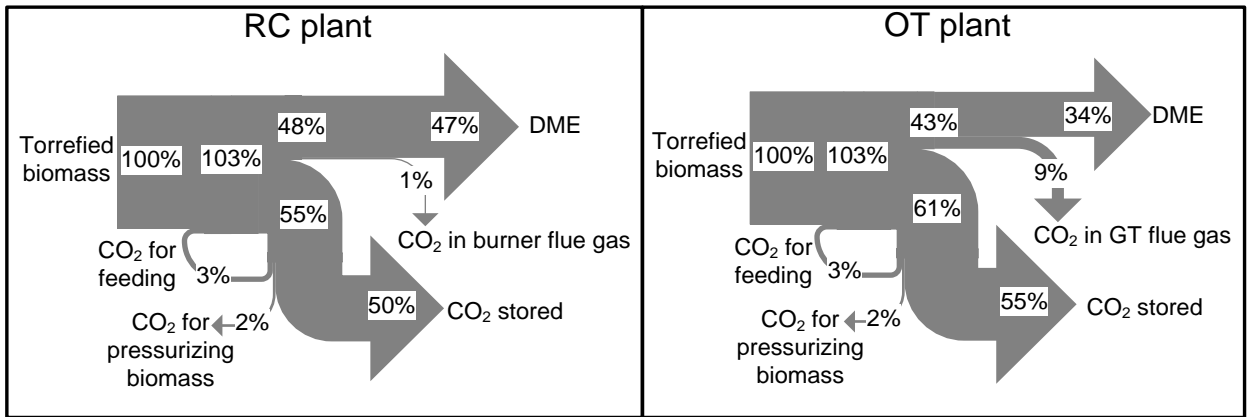 RC plant
48%
47%
DME
Torrefied
biomass
100%
103%
1%
55%
CO₂ in burner flue gas
CO₂ for
feeding
3%
50%
CO₂ stored
CO₂ for
pressurizing
biomass
2%
OT plant
43%
34%
DME
Torrefied
biomass
100%
103%
9%
61%
CO₂ in GT flue gas
CO₂ for
feeding
3%
55%
CO₂ stored
CO₂ for
pressurizing
biomass
2%